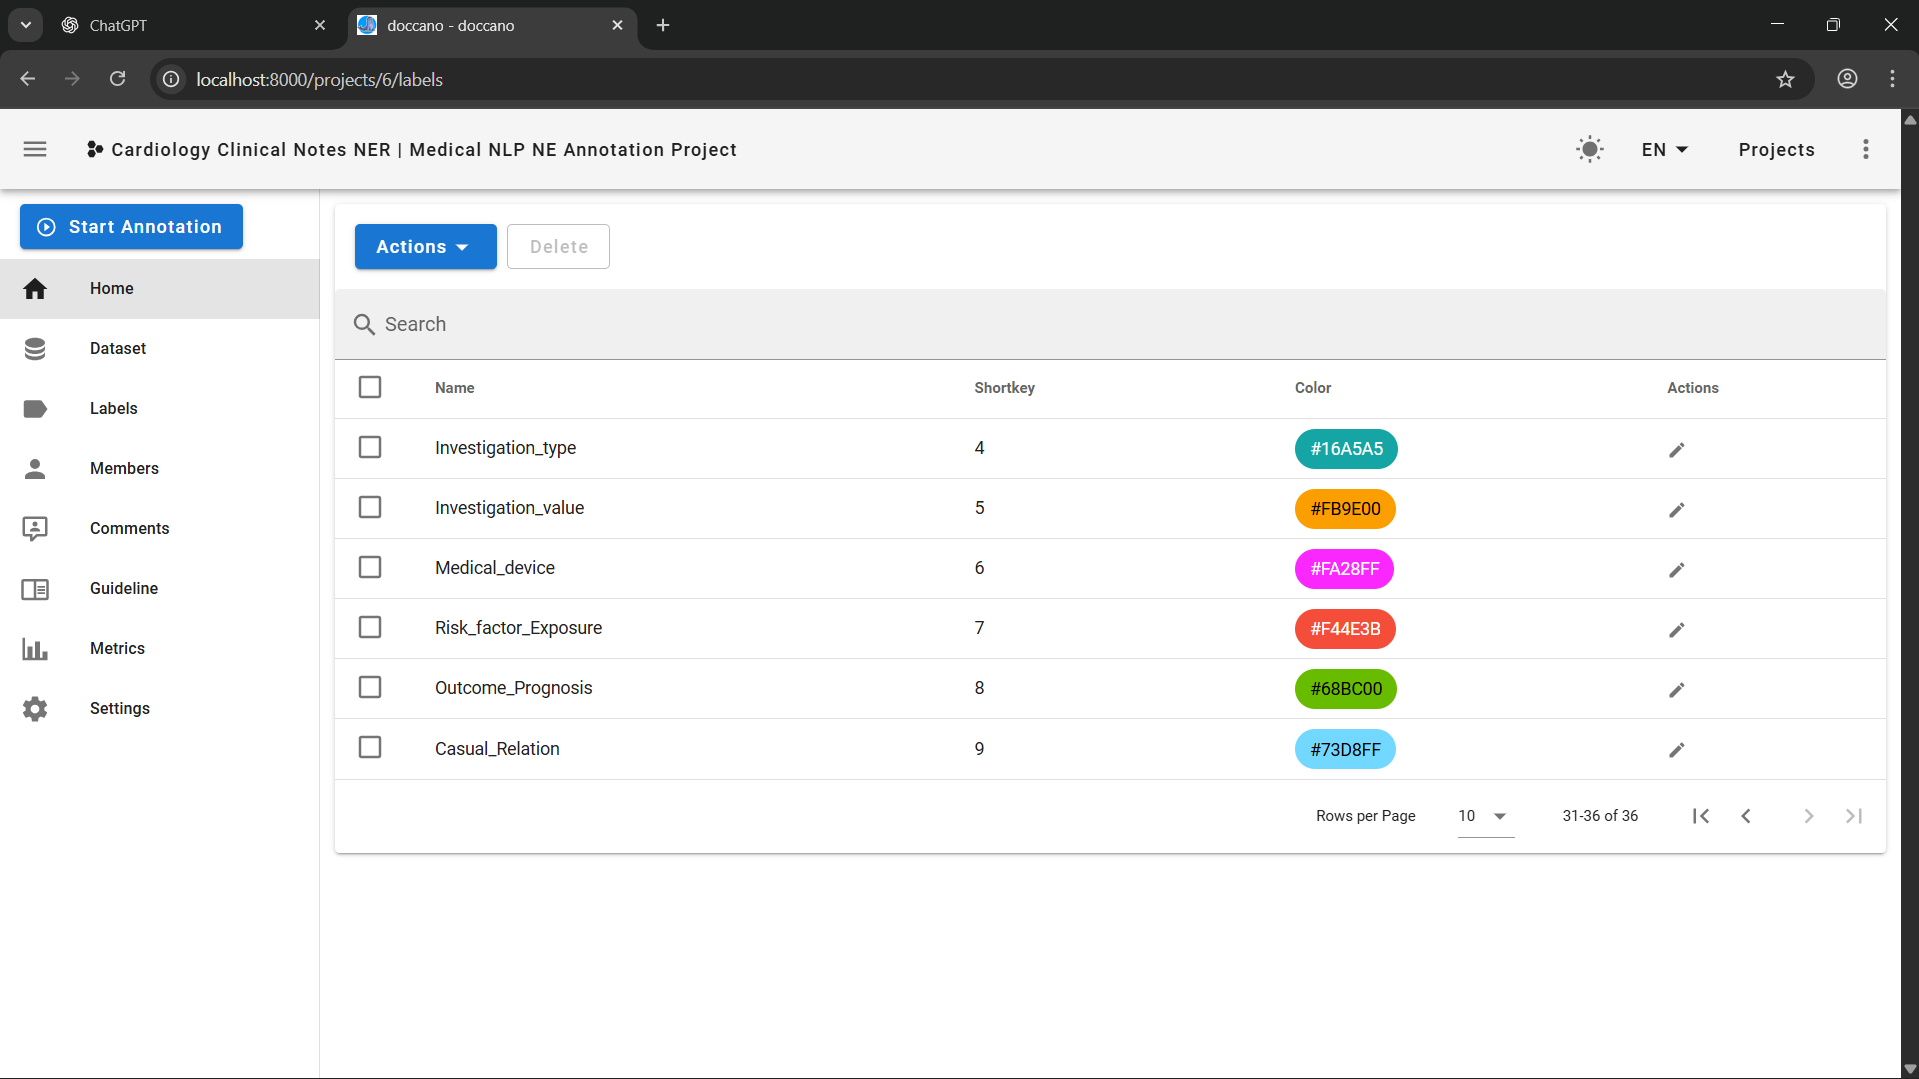 ChatGPT
doccano - doccano
localhost:8000/projects/6/labels
Cardiology Clinical Notes NER | Medical NLP NE Annotation Project
EN
Projects
Start Annotation
Home
Dataset
Labels
Members
Comments
Guideline
Metrics
Settings
Actions
Delete
Search
Name Shortkey Color Actions
Investigation_type 4 #16A5A5
Investigation_value 5 #FB9E00
Medical_device 6 #FA28FF
Risk_factor_Exposure 7 #F44E3B
Outcome_Prognosis 8 #68BC00
Casual_Relation 9 #73D8FF
Rows per Page 10 31-36 of 36